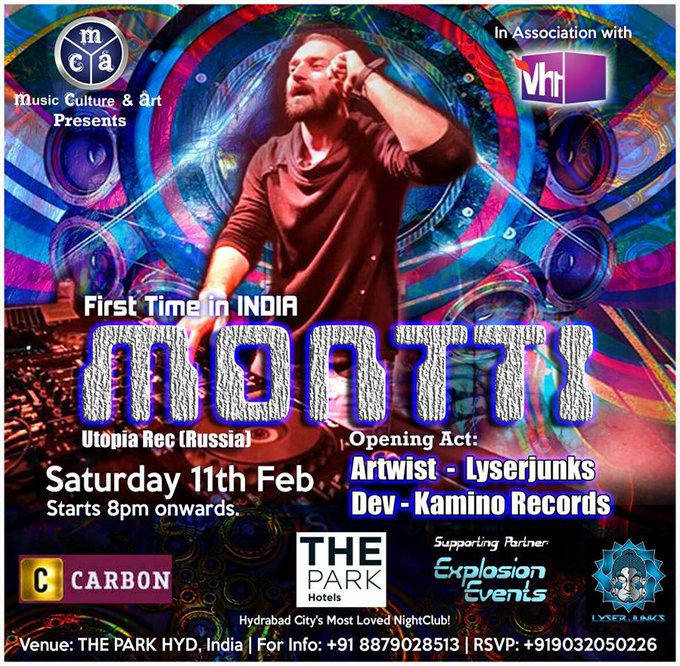 m
c a
Music Culture & Art
Presents
In Association with
Vh1
First Time in INDIA
MONTTI
Utopia Rec (Russia)
Opening Act:
Saturday 11th Feb
Artwist - Lyserjunks
Starts 8pm onwards.
Dev - Kamino Records
C CARBON
THE
PARK
Hotels
Supporting Partner:
Explosion
Events
LYSERJUNKS
Hydrabad City's Most Loved NightClub!
Venue: THE PARK HYD, India | For Info: +91 8879028513 | RSVP: +919032050226